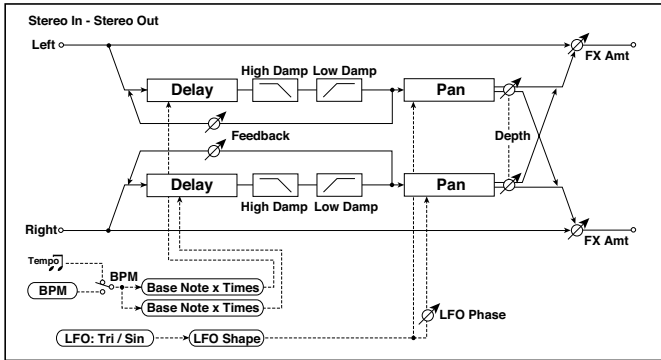 Stereo In - Stereo Out
Left
FX Amt
Delay
High Damp
Low Damp
Pan
Feedback
Depth
Delay
High Damp
Low Damp
Pan
Right
FX Amt
Tempo
BPM
BPM
Base Note x Times
Base Note x Times
LFO Phase
LFO: Tri / Sin
LFO Shape